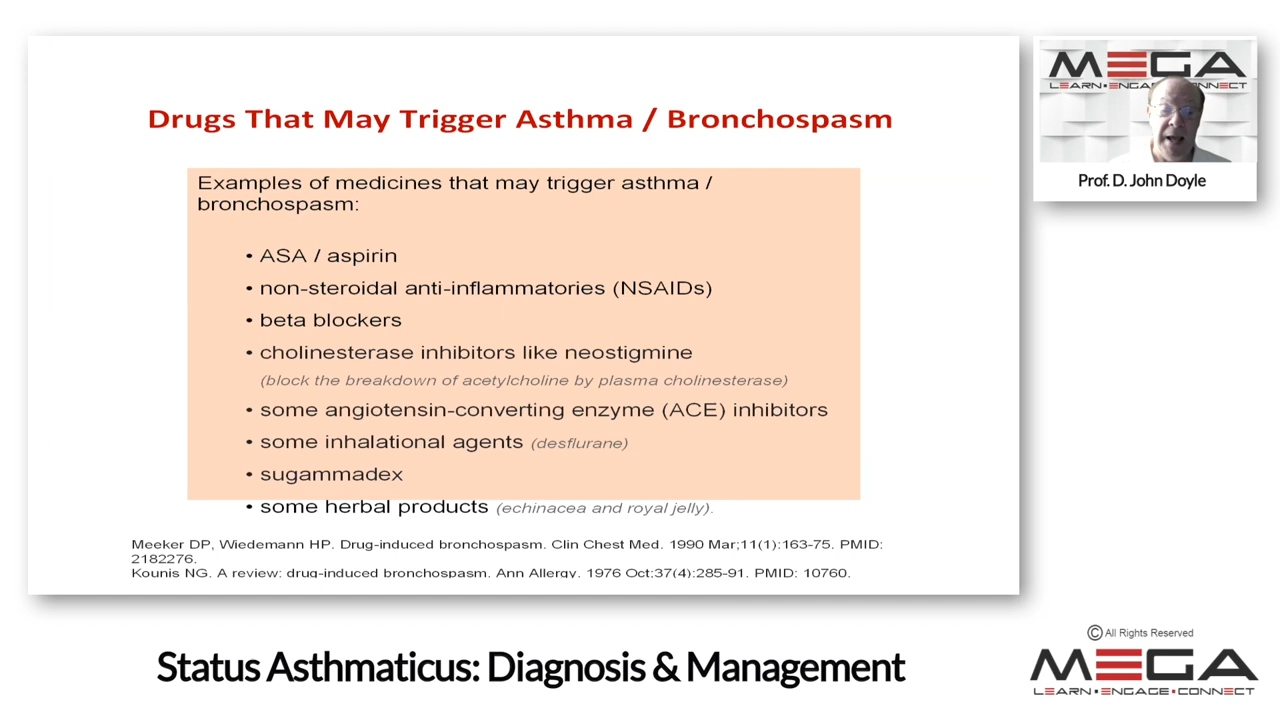 Drugs That May Trigger Asthma / Bronchospasm
Examples of medicines that may trigger asthma /
bronchospasm:
• ASA / aspirin
• non-steroidal anti-inflammatories (NSAIDs)
• beta blockers
• cholinesterase inhibitors like neostigmine
(block the breakdown of acetylcholine by plasma cholinesterase)
• some angiotensin-converting enzyme (ACE) inhibitors
• some inhalational agents (desflurane)
• sugammadex
• some herbal products (echinacea and royal jelly).
Meeker DP, Wiedemann HP. Drug-induced bronchospasm. Clin Chest Med. 1990 Mar;11(1):163-75. PMID:
2182276.
Kounis NG. A review: drug-induced bronchospasm. Ann Allergy. 1976 Oct;37(4):285-91. PMID: 10760.
MEGA
LEARN•ENGAGE•CONNECT
Prof. D. John Doyle
Status Asthmaticus: Diagnosis & Management
© All Rights Reserved
MEGA
LEARN•ENGAGE•CONNECT